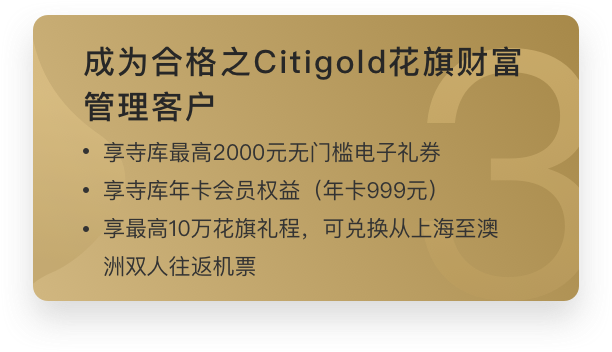 成为合格之Citigold花旗财富
管理客户
• 享寺库最高2000元无门槛电子礼券
• 享寺库年卡会员权益（年卡999元）
• 享最高10万花旗礼程，可兑换从上海至澳
洲双人往返机票
3